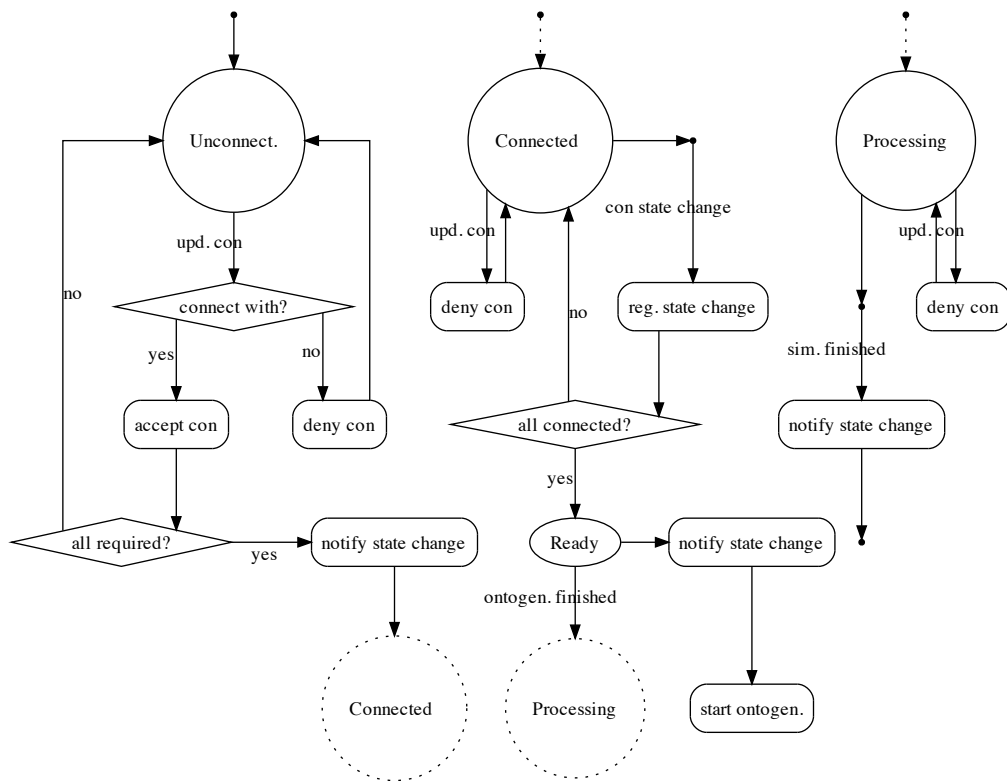 Unconnect.
upd. con
connect with?
yes
no
accept con
deny con
no
all required?
yes
notify state change
Connected
Connected
upd. con
deny con
con state change
reg. state change
no
all connected?
yes
Ready
notify state change
ontogen. finished
Processing
start ontogen.
Processing
upd. con
deny con
sim. finished
notify state change